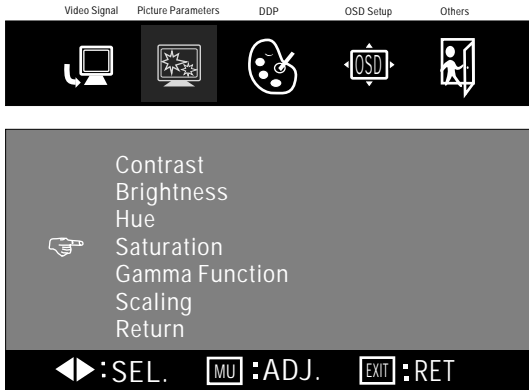 Video Signal Picture Parameters DDP OSD Setup Others
OSD
Contrast
Brightness
Hue
Saturation
Gamma Function
Scaling
Return
:SEL. MU :ADJ. EXIT :RET